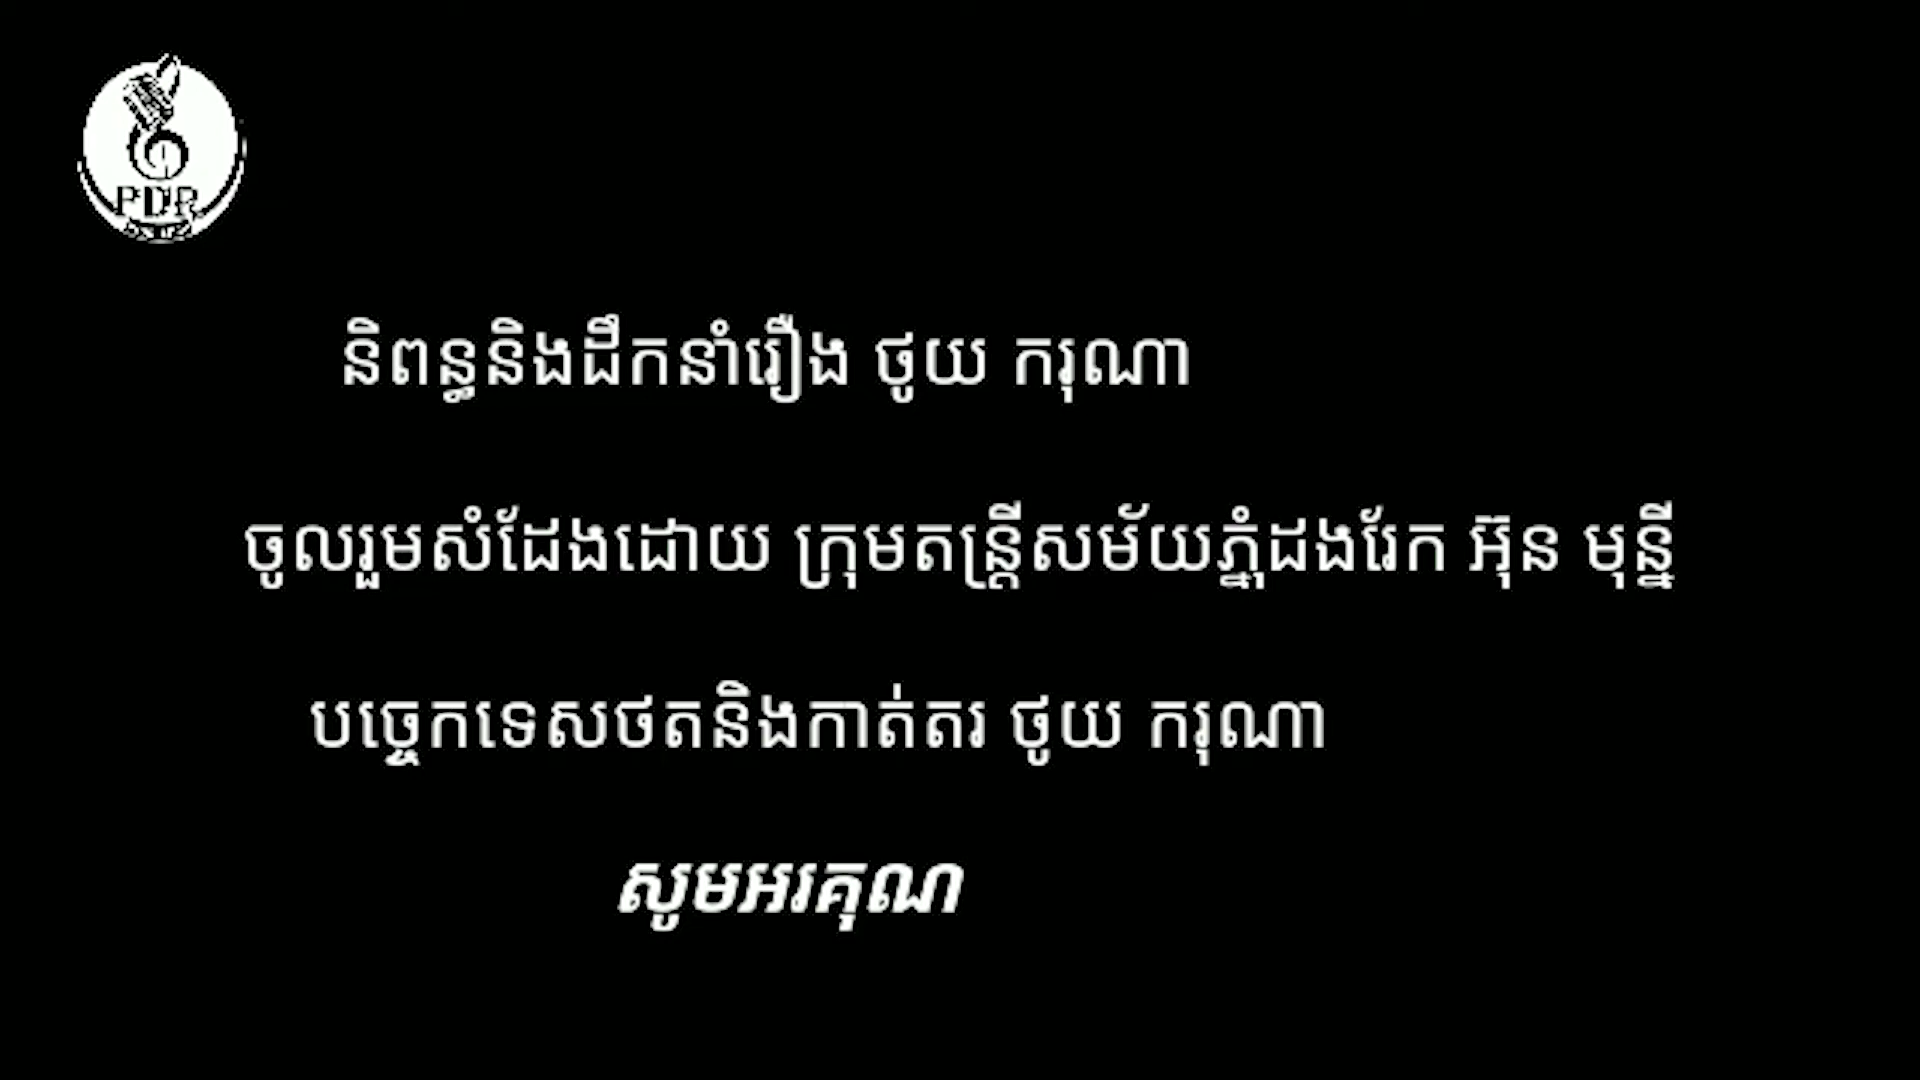 PDR
និពន្ធនិងដឹកនាំរឿង ថូយ ករុណា
ចូលរួមសំដែងដោយ ក្រុមតន្ត្រីសម័យភ្នំដងរែក អ៊ុន មុន្នី
បច្ចេកទេសថតនិងកាត់តរ ថូយ ករុណា
សូមអរគុណ